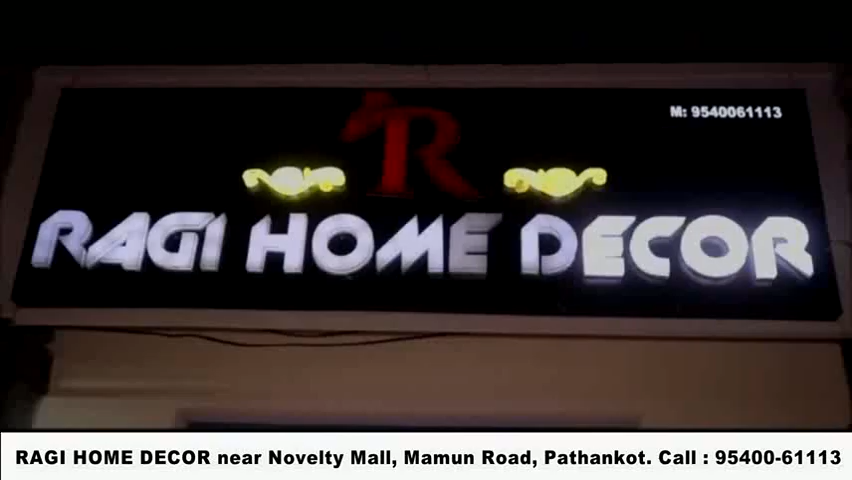 R
M: 9540061113
RAGI HOME DECOR
RAGI HOME DECOR near Novelty Mall, Mamun Road, Pathankot. Call : 95400-61113